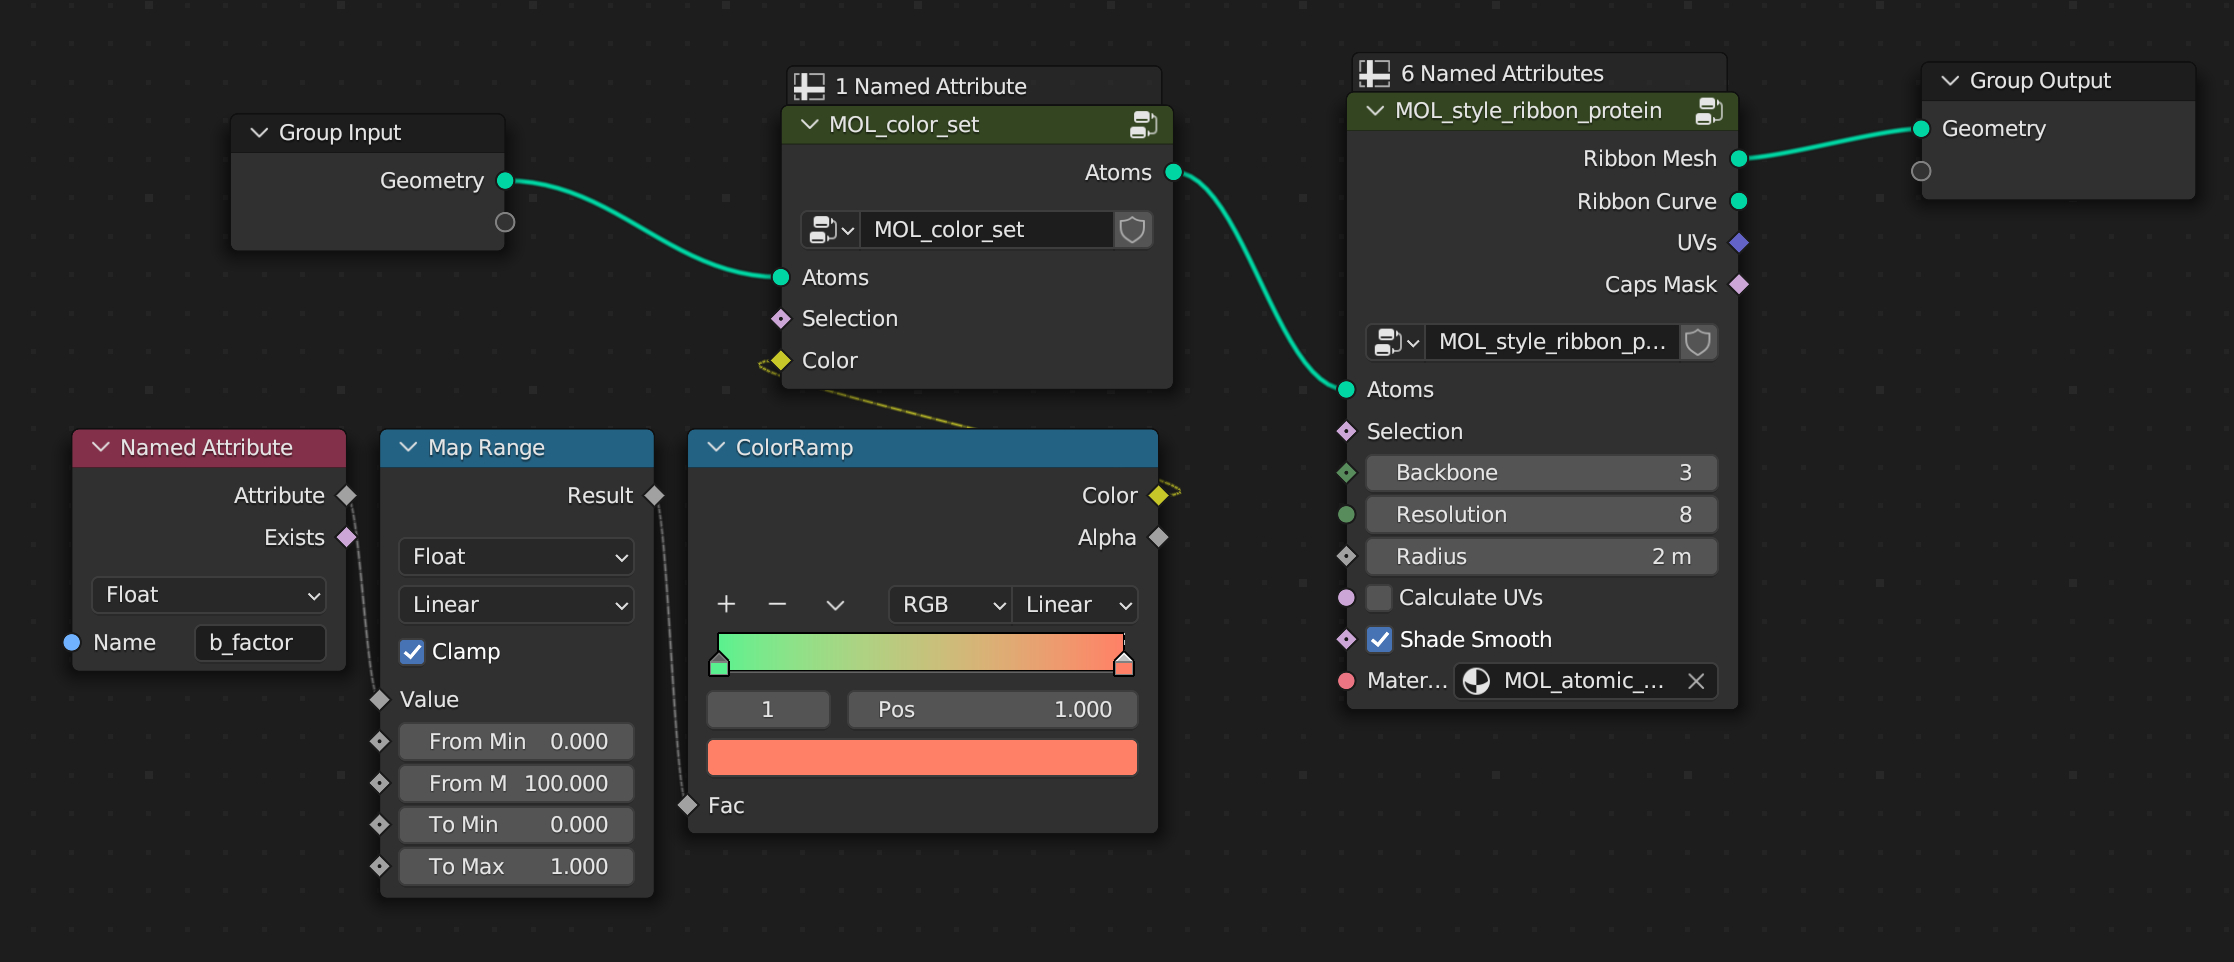 Group Input
Geometry
1 Named Attribute
MOL_color_set
Atoms
MOL_color_set
Atoms
Selection
Color
6 Named Attributes
MOL_style_ribbon_protein
Ribbon Mesh
Ribbon Curve
UVs
Caps Mask
MOL_style_ribbon_p...
Atoms
Selection
Backbone 3
Resolution 8
Radius 2 m
Calculate UVs
Shade Smooth
Mater... MOL_atomic_...
Group Output
Geometry
Named Attribute
Attribute
Exists
Float
Name b_factor
Map Range
Result
Float
Linear
Clamp
Value
From Min 0.000
From M 100.000
To Min 0.000
To Max 1.000
ColorRamp
Color
Alpha
RGB Linear
1 Pos 1.000
Fac